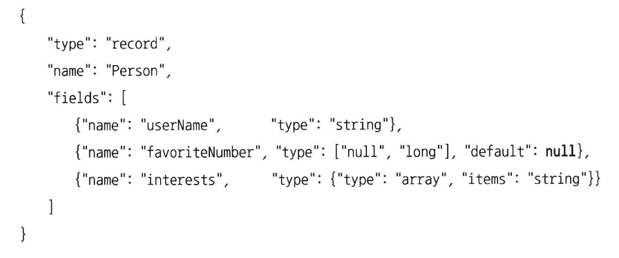 {
"type": "record",
"name": "Person",
"fields": [
{"name": "userName", "type": "string"},
{"name": "favoriteNumber", "type": ["null", "long"], "default": null},
{"name": "interests", "type": {"type": "array", "items": "string"}}
]
}